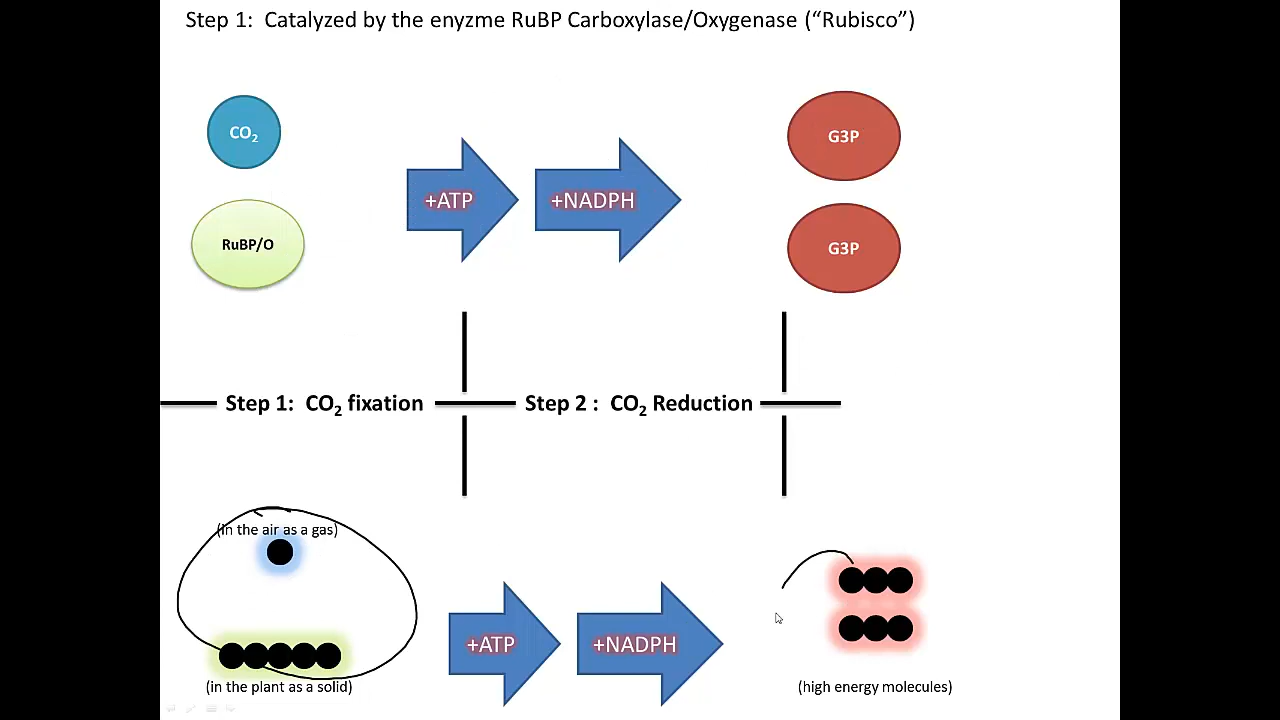 Step 1:  Catalyzed by the enyzme RuBP Carboxylase/Oxygenase (“Rubisco”)
CO₂
G3P
+ATP
+NADPH
RuBP/O
G3P
Step 1:  CO₂ fixation
Step 2 :  CO₂ Reduction
(in the air as a gas)
+ATP
+NADPH
(in the plant as a solid)
(high energy molecules)